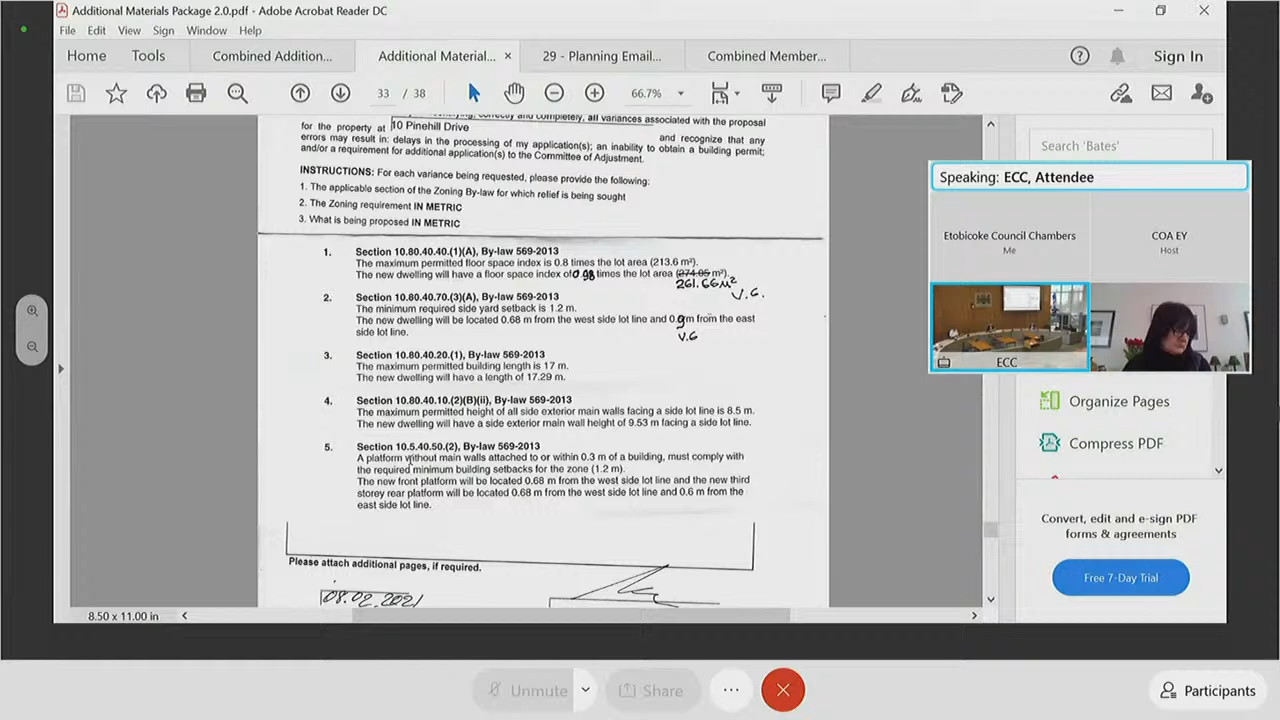 Additional Materials Package 2.0.pdf - Adobe Acrobat Reader DC
File Edit View Sign Window Help
Home Tools Combined Addition... Additional Material... × 29 - Planning Email... Combined Member... Sign In
33 / 38 66.7%
Search 'Bates'
correctly and completely, all variances associated with the proposal
for the property at 10 Pinehill Drive and recognize that any
errors may result in: delays in the processing of my application(s); an inability to obtain a building permit;
and/or a requirement for additional application(s) to the Committee of Adjustment.
INSTRUCTIONS: For each variance being requested, please provide the following:
1. The applicable section of the Zoning By-law for which relief is being sought
2. The Zoning requirement IN METRIC
3. What is being proposed IN METRIC
1. Section 10.80.40.40.(1)(A), By-law 569-2013
The maximum permitted floor space index is 0.8 times the lot area (213.6 m²).
The new dwelling will have a floor space index of 0.98 times the lot area (274.05 m²).
261.66 m²
V.G.
2. Section 10.80.40.70.(3)(A), By-law 569-2013
The minimum required side yard setback is 1.2 m.
The new dwelling will be located 0.68 m from the west side lot line and 0.9m from the east
side lot line.
V.G
3. Section 10.80.40.20.(1), By-law 569-2013
The maximum permitted building length is 17 m.
The new dwelling will have a length of 17.29 m.
4. Section 10.80.40.10.(2)(B)(ii), By-law 569-2013
The maximum permitted height of all side exterior main walls facing a side lot line is 8.5 m.
The new dwelling will have a side exterior main wall height of 9.53 m facing a side lot line.
5. Section 10.5.40.50.(2), By-law 569-2013
A platform without main walls attached to or within 0.3 m of a building, must comply with
the required minimum building setbacks for the zone (1.2 m).
The new front platform will be located 0.68 m from the west side lot line and the new third
storey rear platform will be located 0.68 m from the west side lot line and 0.6 m from the
east side lot line.
Please attach additional pages, if required.
08.02.2021
8.50 x 11.00 in
Speaking: ECC, Attendee
Etobicoke Council Chambers
Me
COA EY
Host
ECC
Organize Pages
Compress PDF
Convert, edit and e-sign PDF
forms & agreements
Free 7-Day Trial
Unmute Share Participants